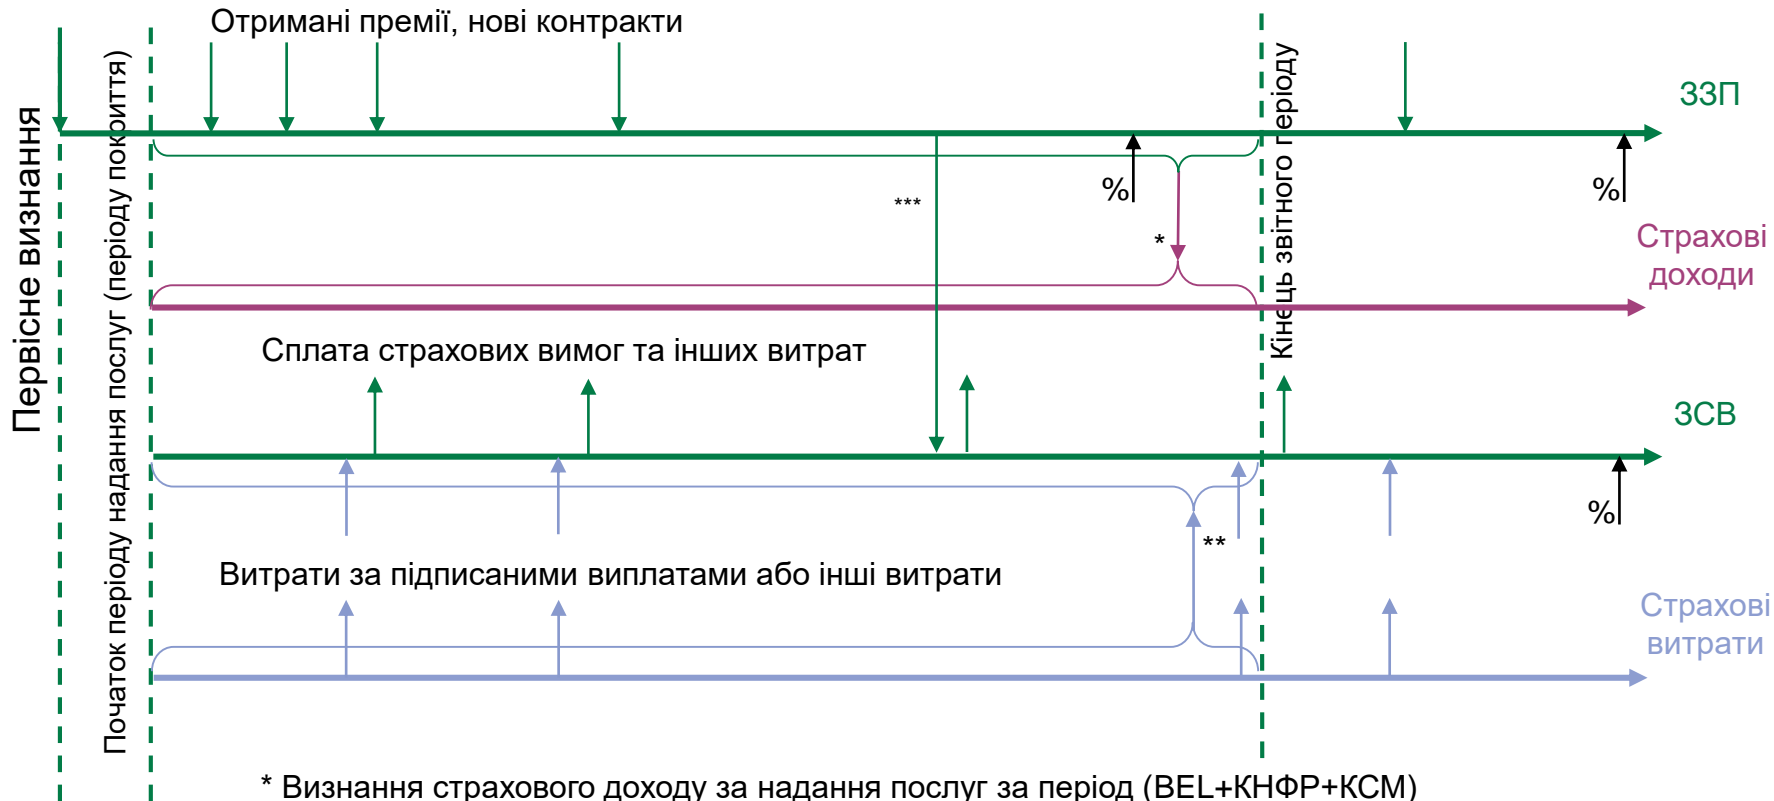 Отримані премії, нові контракти
Первісне визнання
Початок періоду надання послуг (періоду покриття)
Кінець звітного періоду
ЗЗП
%
%
***
*
Страхові
доходи
Сплата страхових вимог та інших витрат
ЗСВ
%
**
Витрати за підписаними виплатами або інші витрати
Страхові
витрати
* Визнання страхового доходу за надання послуг за період (BEL+КНФР+КСМ)